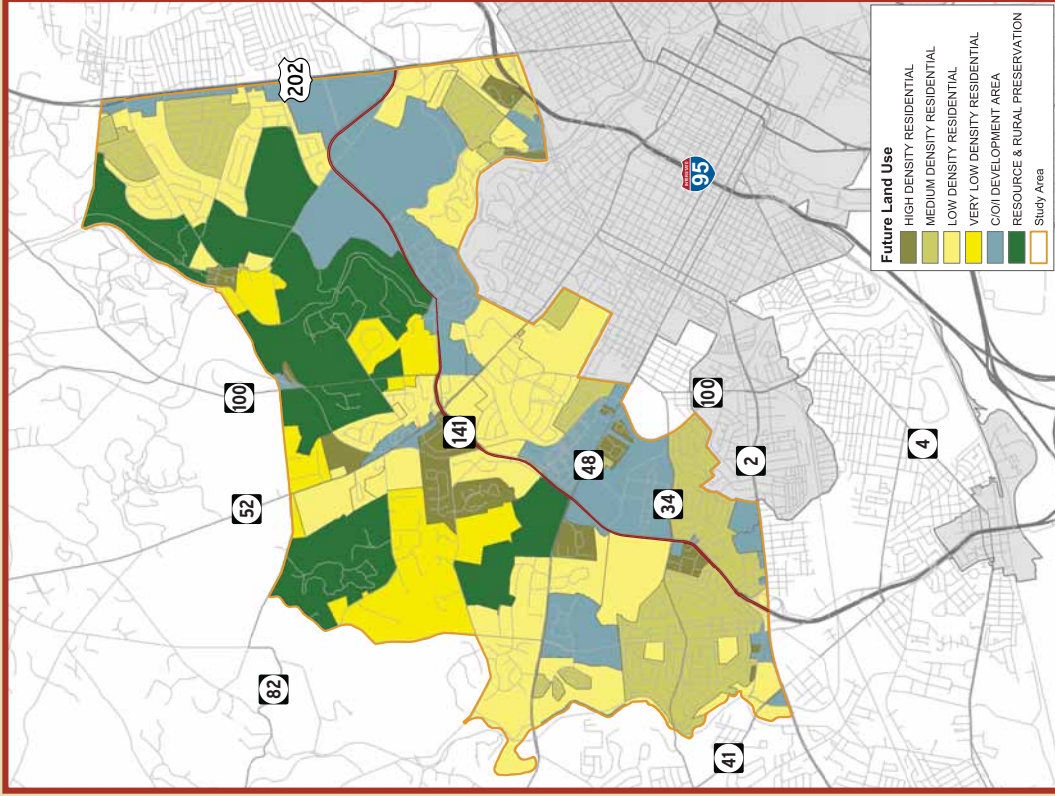 202
95
100
141
52
48
100
2
34
4
82
41
Future Land Use
HIGH DENSITY RESIDENTIAL
MEDIUM DENSITY RESIDENTIAL
LOW DENSITY RESIDENTIAL
VERY LOW DENSITY RESIDENTIAL
C/O/I DEVELOPMENT AREA
RESOURCE & RURAL PRESERVATION
Study Area